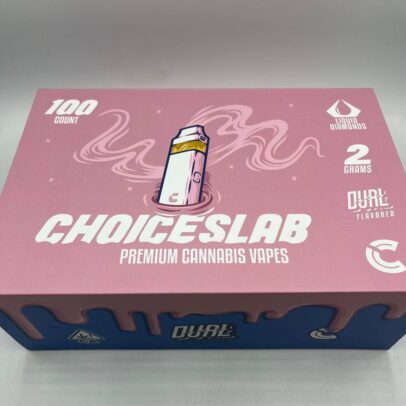 100
COUNT
LIQUID
DIAMONDS
2
GRAMS
DUAL
FLAVORED
CHOICESLAB
PREMIUM CANNABIS VAPES
DUAL